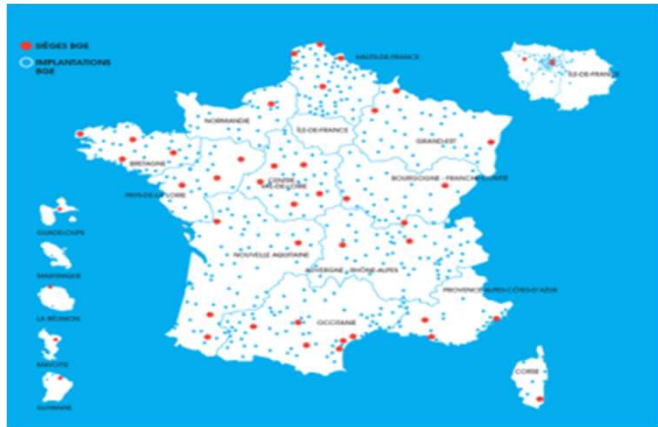 SIÈGES BGE
IMPLANTATIONS
BGE
HAUTS-DE-FRANCE
ÎLE-DE-FRANCE
NORMANDIE
ÎLE-DE-FRANCE
GRAND-EST
BRETAGNE
CENTRE
VAL-DE-LOIRE
BOURGOGNE - FRANCHE-COMTÉ
PAYS-DE-LA LOIRE
GUADELOUPE
NOUVELLE AQUITAINE
AUVERGNE - RHÔNE-ALPES
MARTINIQUE
PROVENCE-ALPES-CÔTES-D'AZUR
LA RÉUNION
OCCITANIE
MAYOTTE
CORSE
GUYANNE